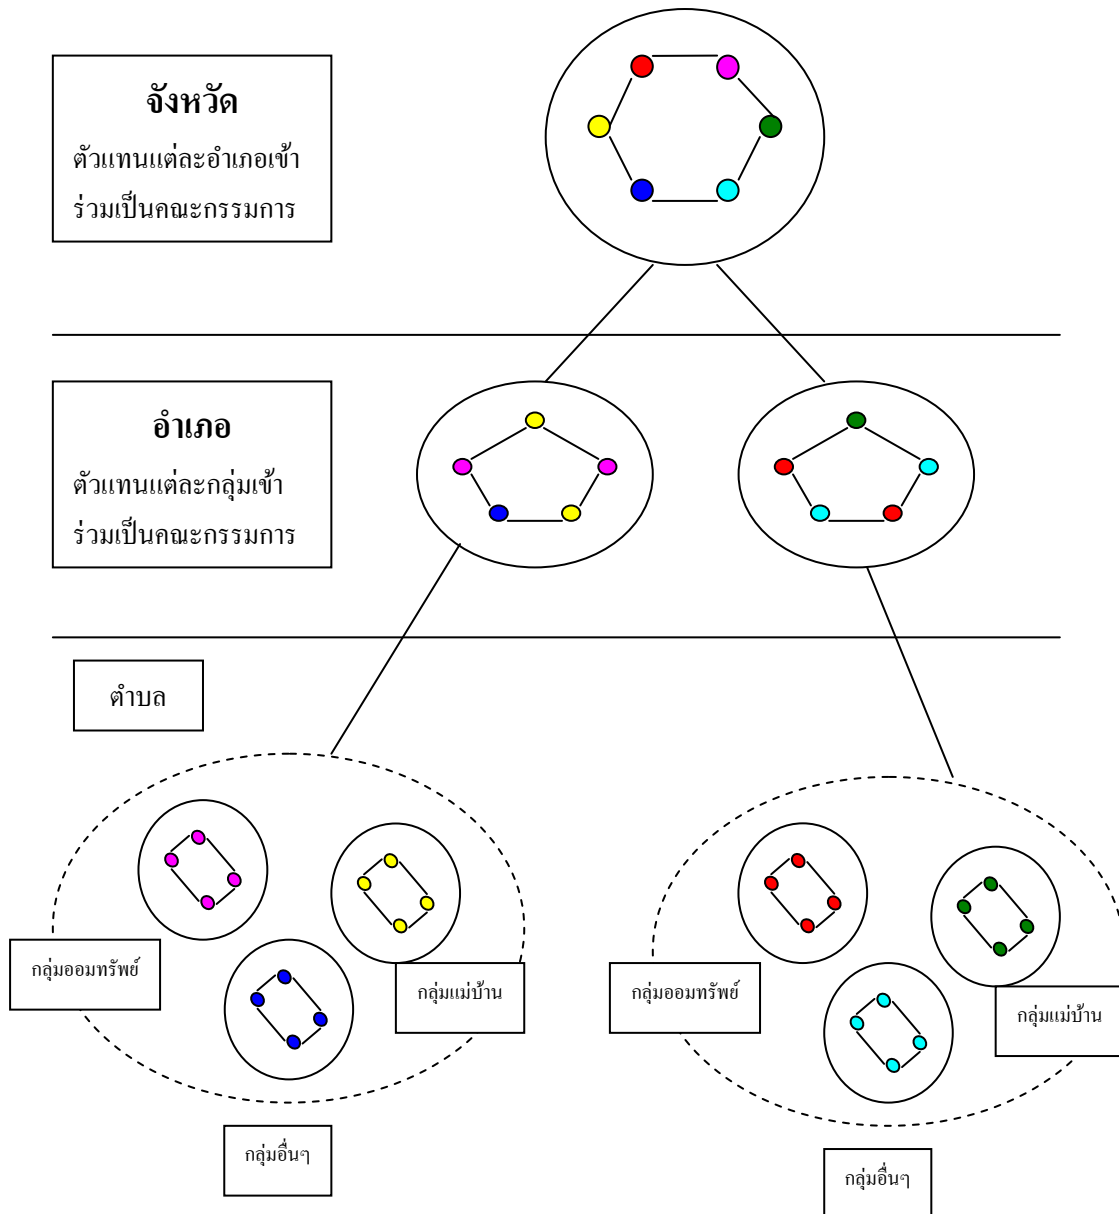 จังหวัด
ตัวแทนแต่ละอำเภอเข้า
ร่วมเป็นคณะกรรมการ
อำเภอ
ตัวแทนแต่ละกลุ่มเข้า
ร่วมเป็นคณะกรรมการ
ตำบล
กลุ่มออมทรัพย์
กลุ่มแม่บ้าน
กลุ่มอื่นๆ
กลุ่มออมทรัพย์
กลุ่มแม่บ้าน
กลุ่มอื่นๆ